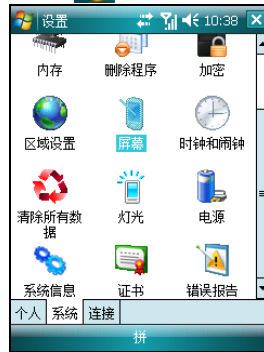 设置 10:38
内存 删除程序 加密
区域设置 屏幕 时钟和闹钟
清除所有数据 灯光 电源
系统信息 证书 错误报告
个人 系统 连接
拼